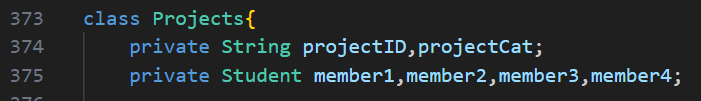 373 class Projects{
374 private String projectID,projectCat;
375 private Student member1,member2,member3,member4;